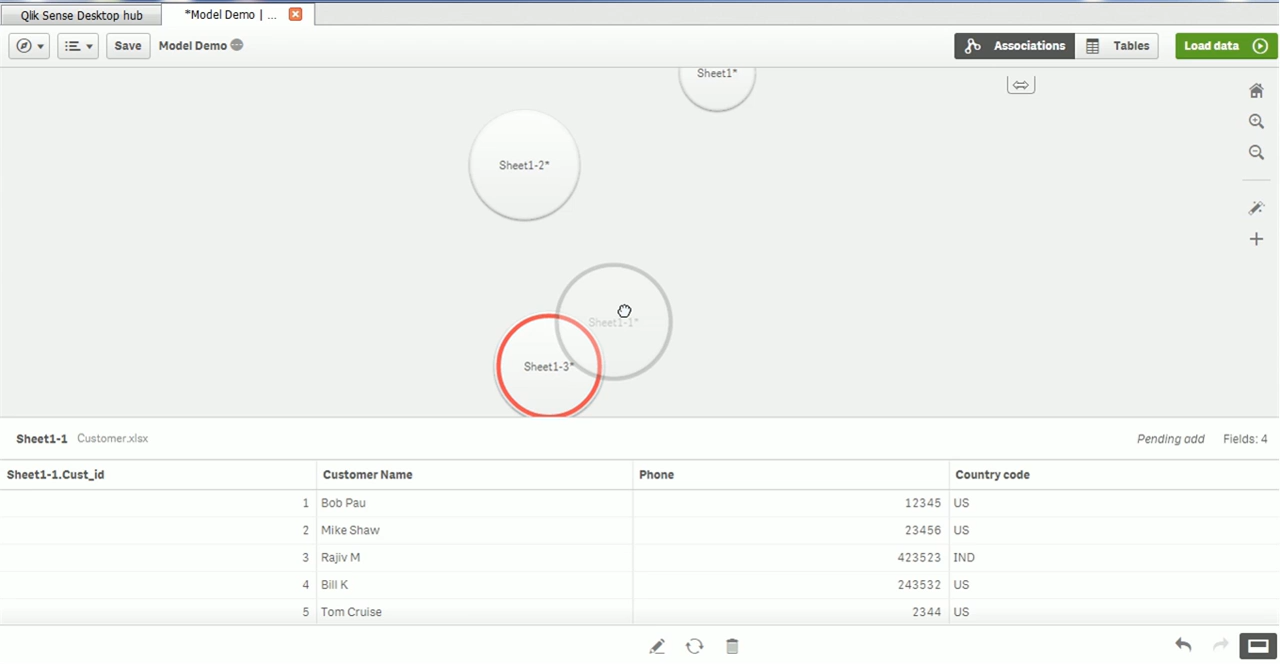 Qlik Sense Desktop hub
*Model Demo | ...
Save
Model Demo
Associations
Tables
Load data
Sheet1*
Sheet1-2*
Sheet1-1*
Sheet1-3*
Sheet1-1 Customer.xlsx Pending add Fields: 4
Sheet1-1.Cust_id Customer Name Phone Country code
1 Bob Pau 12345 US
2 Mike Shaw 23456 US
3 Rajiv M 423523 IND
4 Bill K 243532 US
5 Tom Cruise 2344 US